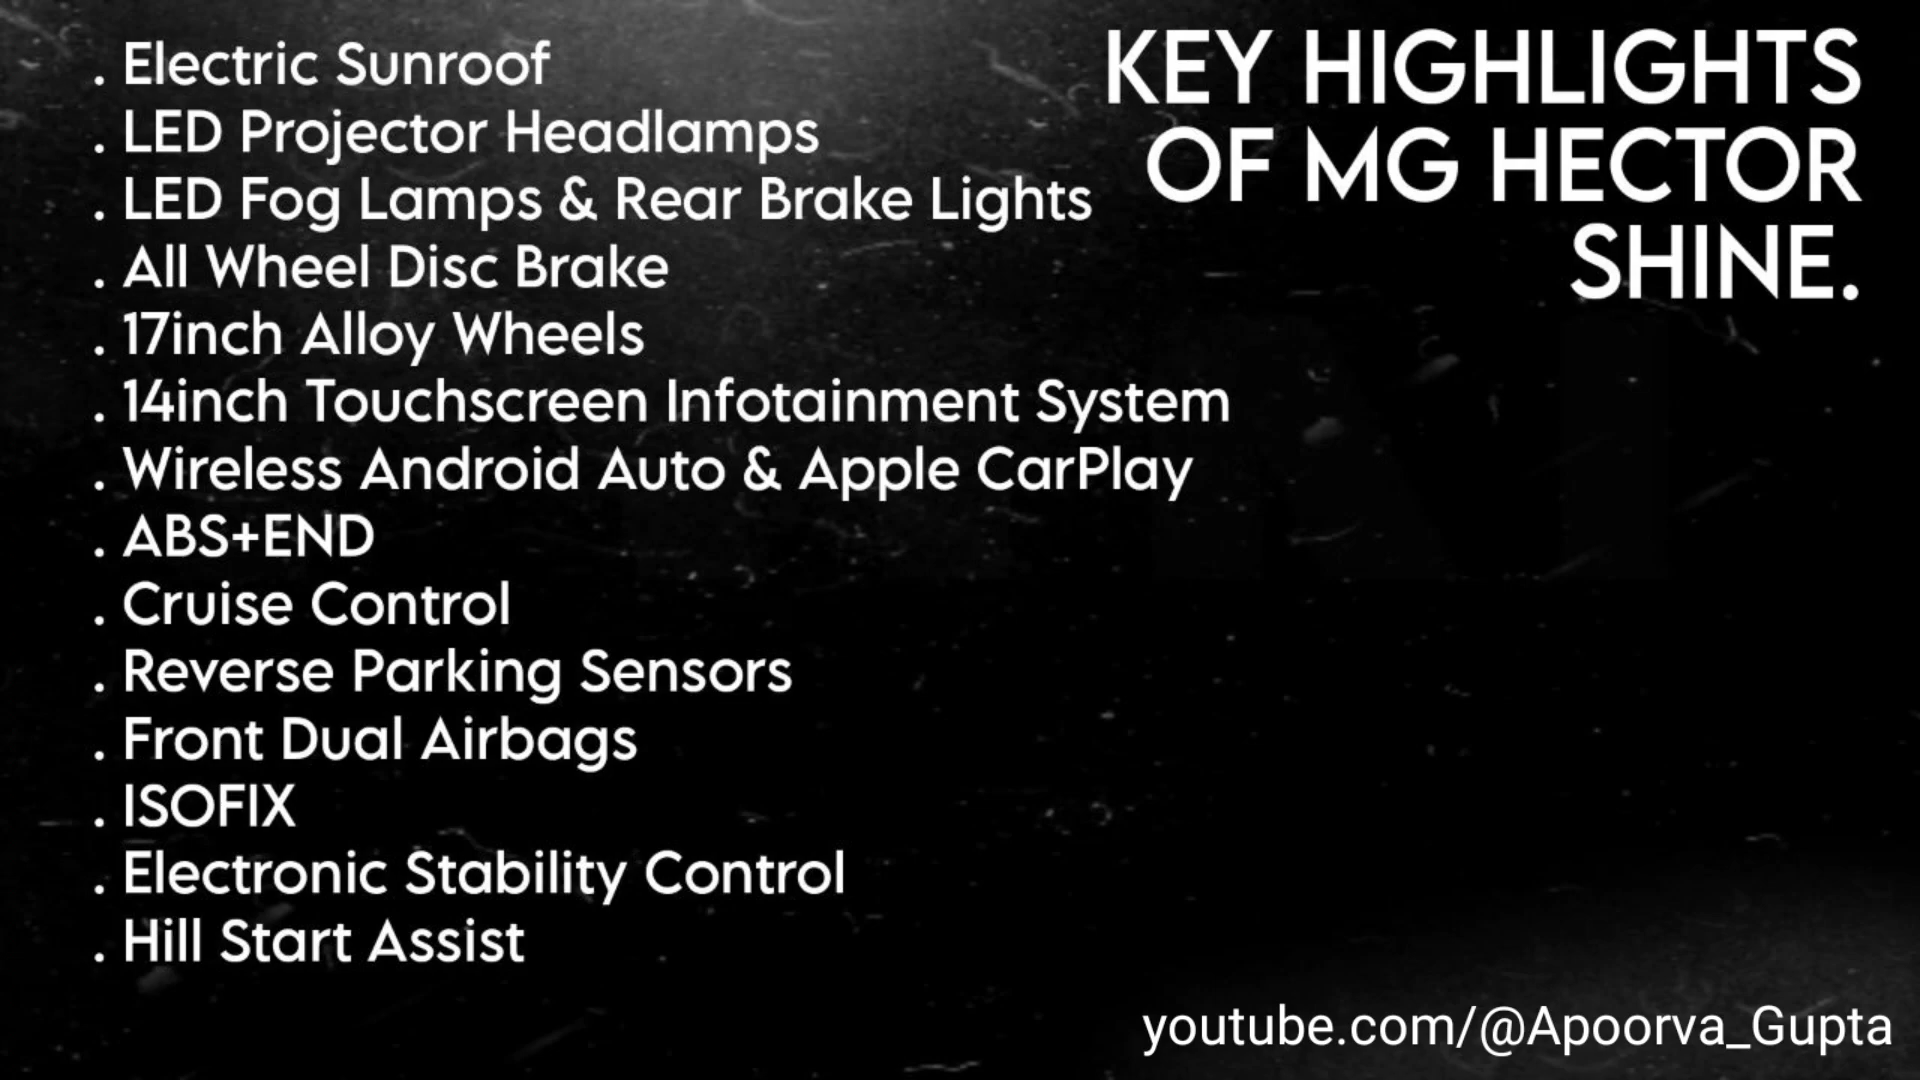 . Electric Sunroof
. LED Projector Headlamps
. LED Fog Lamps & Rear Brake Lights
. All Wheel Disc Brake
. 17inch Alloy Wheels
. 14inch Touchscreen Infotainment System
. Wireless Android Auto & Apple CarPlay
. ABS+END
. Cruise Control
. Reverse Parking Sensors
. Front Dual Airbags
. ISOFIX
. Electronic Stability Control
. Hill Start Assist
KEY HIGHLIGHTS
OF MG HECTOR
SHINE.
youtube.com/@Apoorva_Gupta